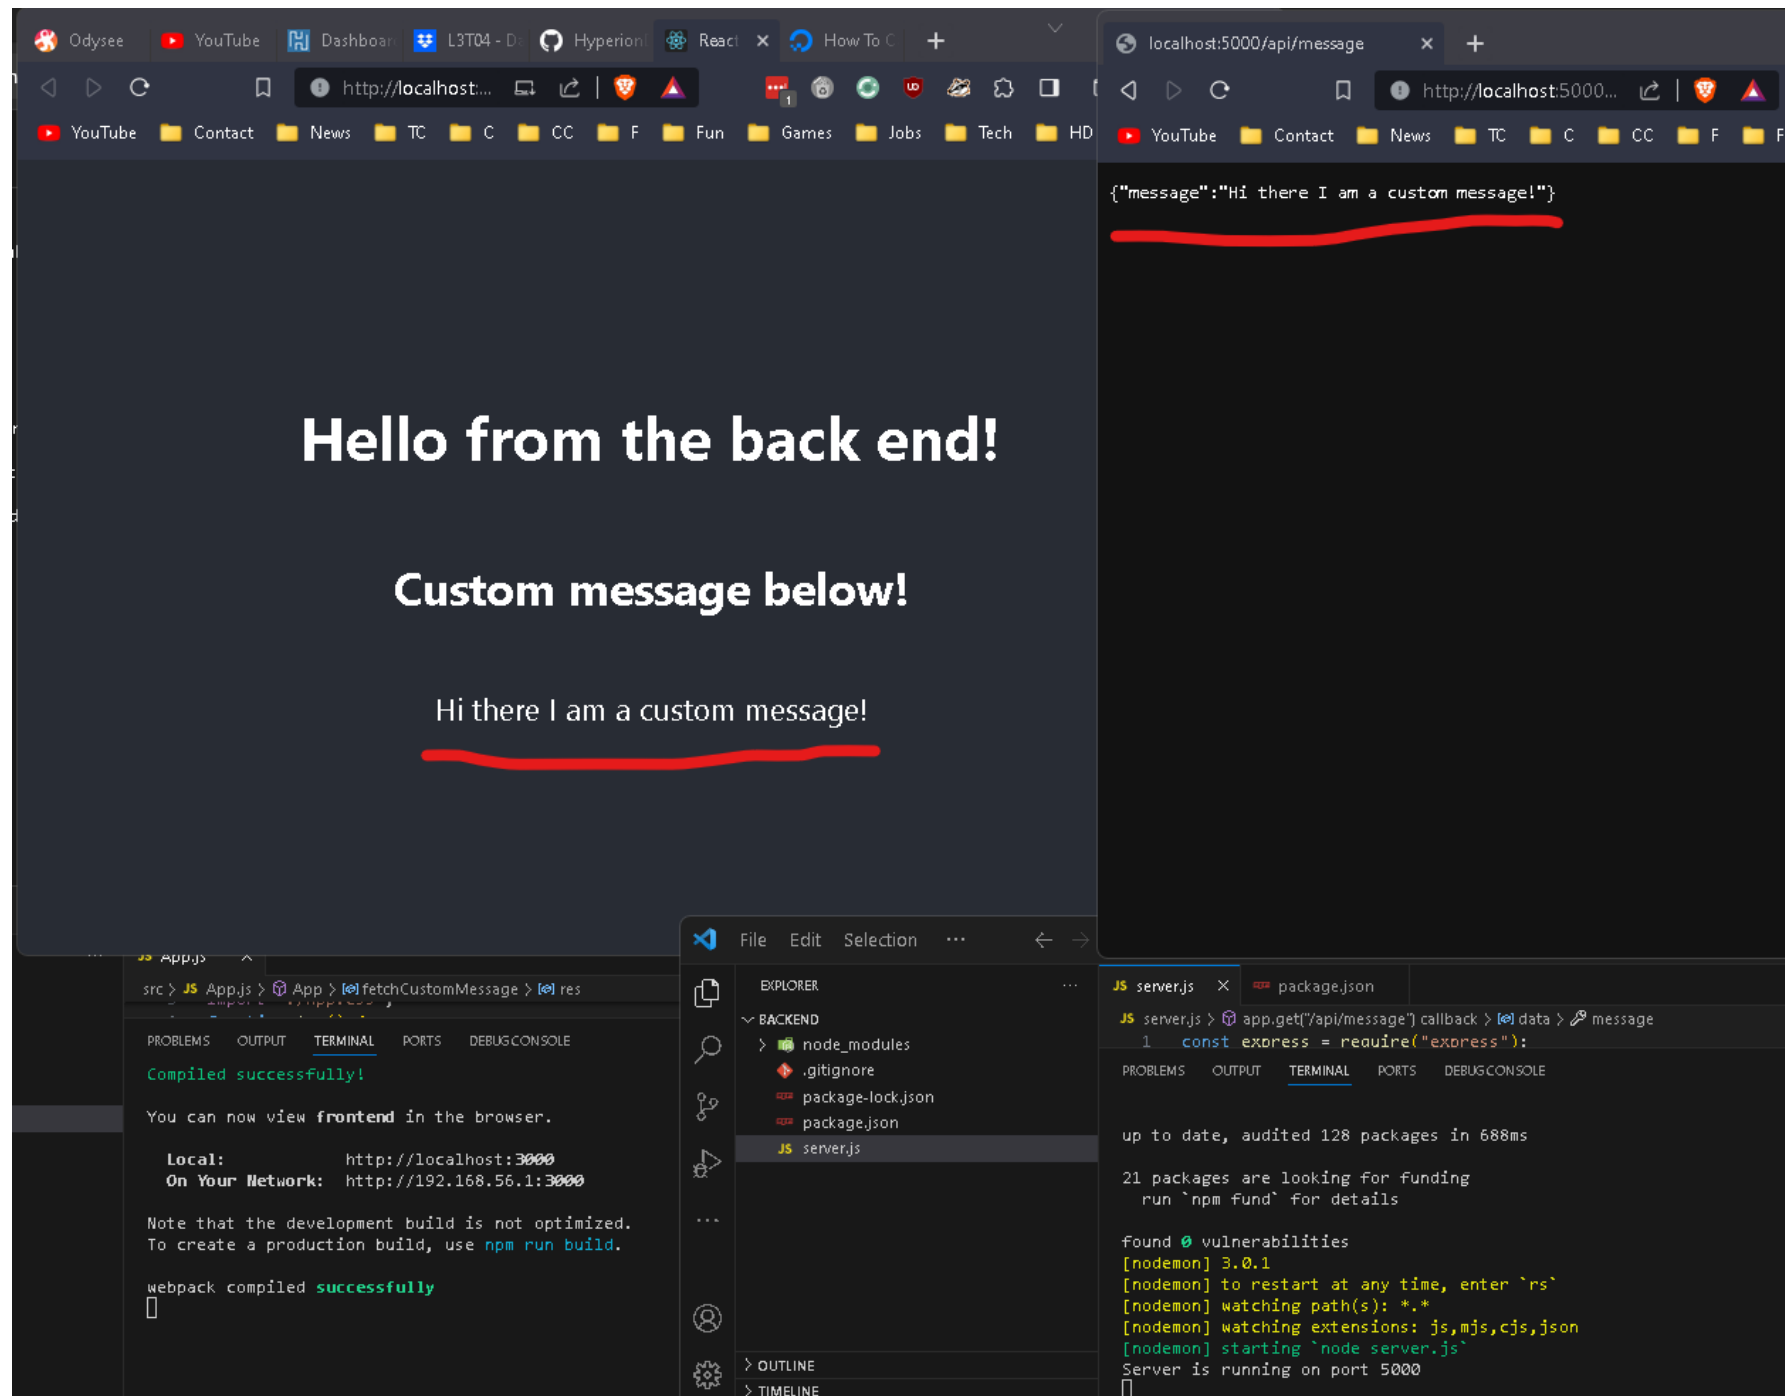 Odysee YouTube Dashboar L3T04 - D Hyperion React How To C
http://localhost:...
1
YouTube Contact News TC C CC F Fun Games Jobs Tech HD
Hello from the back end!
Custom message below!
Hi there I am a custom message!
localhost:5000/api/message
http://localhost:5000...
YouTube Contact News TC C CC F F
{"message":"Hi there I am a custom message!"}
JS App.js
src > JS App.js > App > fetchCustomMessage > res
PROBLEMS OUTPUT TERMINAL PORTS DEBUG CONSOLE
Compiled successfully!
You can now view frontend in the browser.
Local: http://localhost:3000
On Your Network: http://192.168.56.1:3000
Note that the development build is not optimized.
To create a production build, use npm run build.
webpack compiled successfully
File Edit Selection ...
EXPLORER ...
BACKEND
node_modules
.gitignore
package-lock.json
package.json
JS server.js
OUTLINE
TIMELINE
JS server.js package.json
JS server.js > app.get("/api/message") callback > data > message
1 const express = require("express");
PROBLEMS OUTPUT TERMINAL PORTS DEBUG CONSOLE
up to date, audited 128 packages in 688ms
21 packages are looking for funding
run `npm fund` for details
found 0 vulnerabilities
[nodemon] 3.0.1
[nodemon] to restart at any time, enter `rs`
[nodemon] watching path(s): *.*
[nodemon] watching extensions: js,mjs,cjs,json
[nodemon] starting `node server.js`
Server is running on port 5000